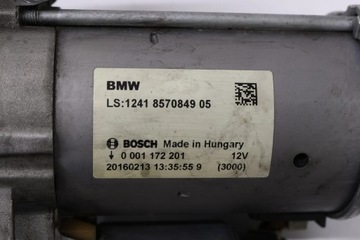 BMW
LS:1241 8570849 05
BOSCH Made in Hungary
0 001 172 201 12V
20160213 13:35:55 9 (3000)